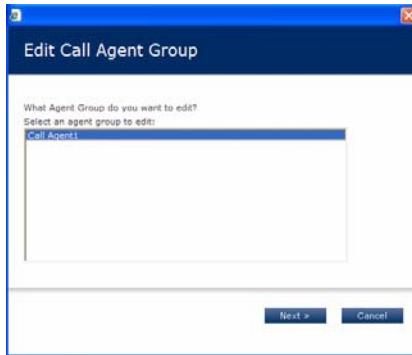 Edit Call Agent Group
What Agent Group do you want to edit?
Select an agent group to edit:
Call Agent1
Next »
Cancel